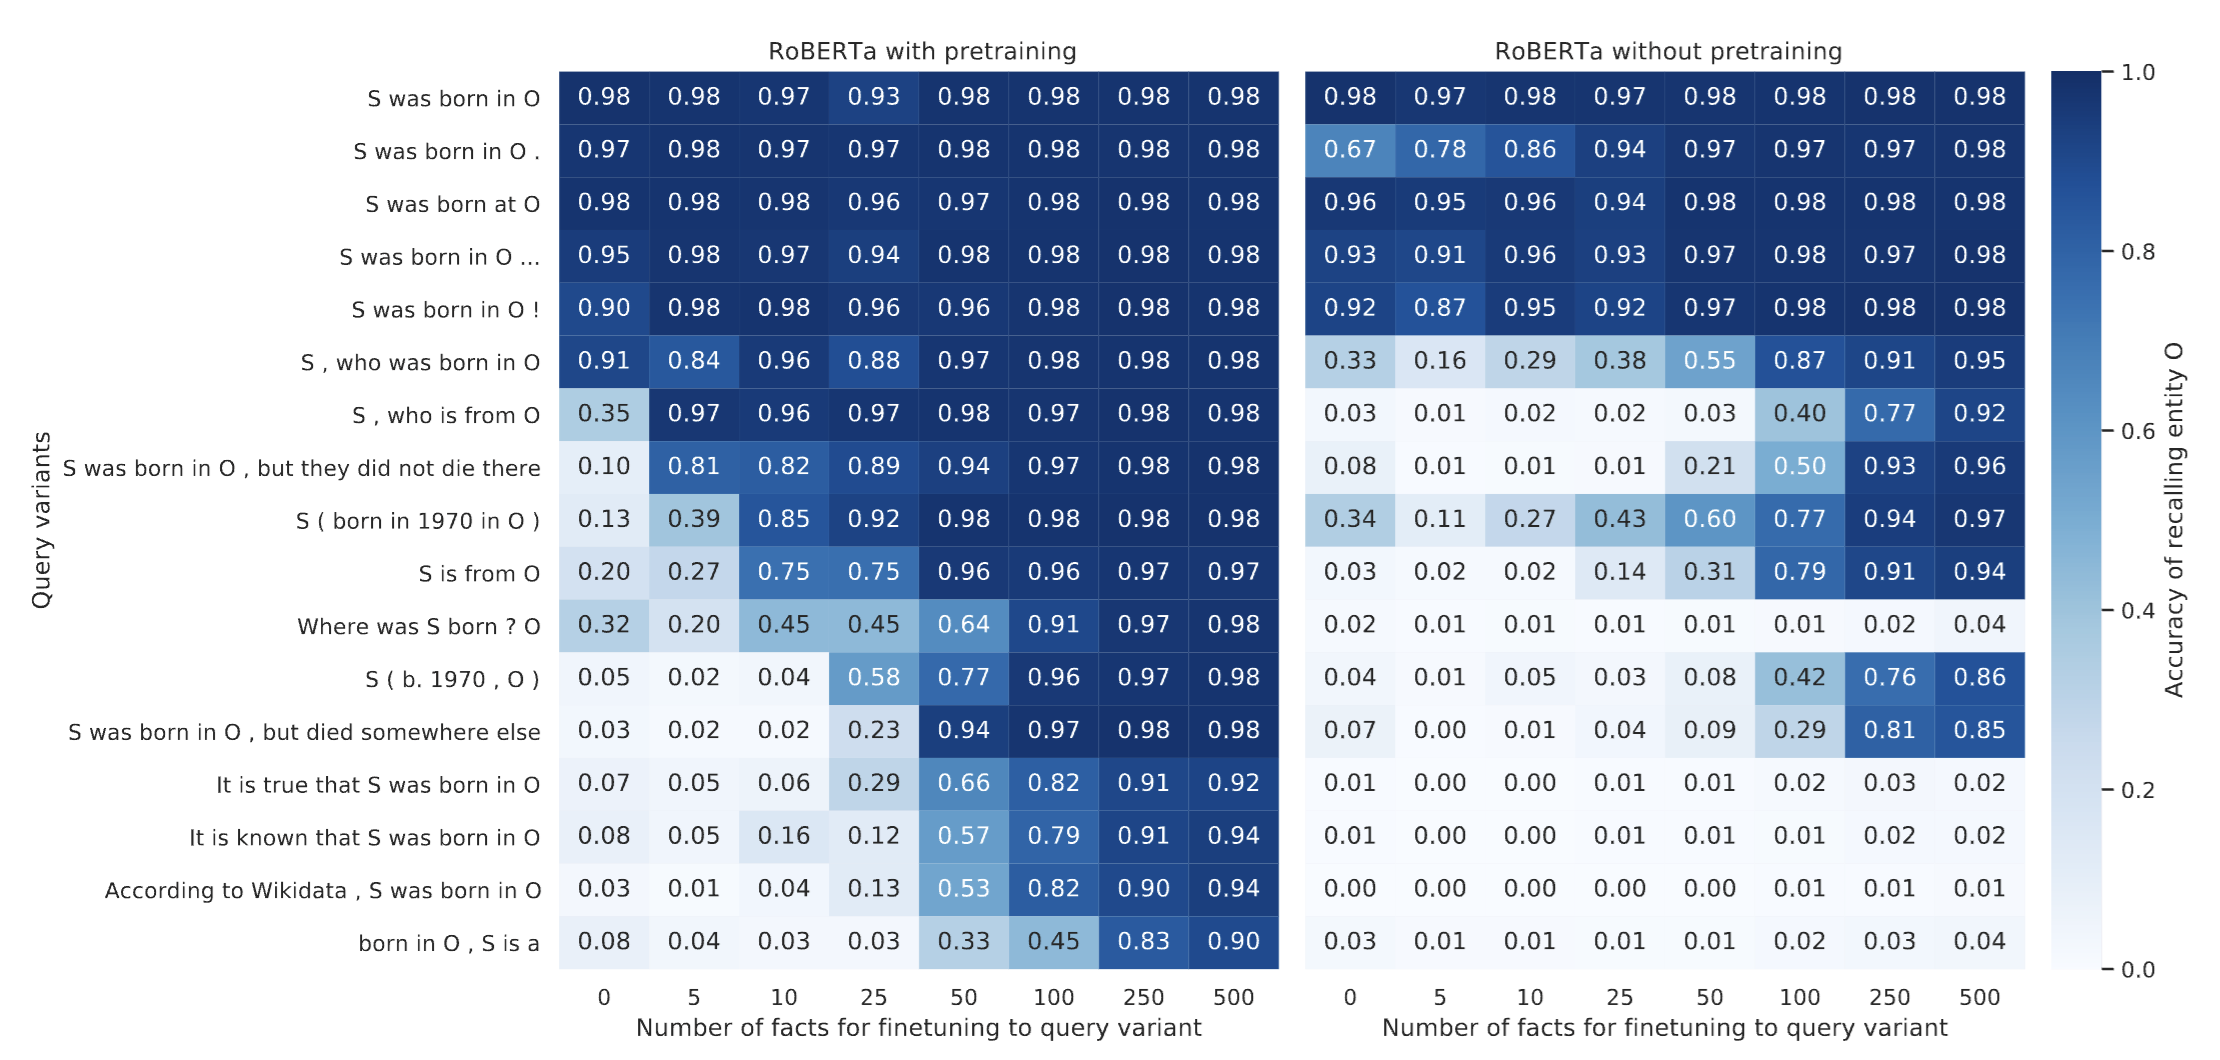 RoBERTa with pretraining RoBERTa without pretraining
S was born in O 0.98 0.98 0.97 0.93 0.98 0.98 0.98 0.98 0.98 0.97 0.98 0.97 0.98 0.98 0.98 0.98
S was born in O . 0.97 0.98 0.97 0.97 0.98 0.98 0.98 0.98 0.67 0.78 0.86 0.94 0.97 0.97 0.97 0.98
S was born at O 0.98 0.98 0.98 0.96 0.97 0.98 0.98 0.98 0.96 0.95 0.96 0.94 0.98 0.98 0.98 0.98
S was born in O ... 0.95 0.98 0.97 0.94 0.98 0.98 0.98 0.98 0.93 0.91 0.96 0.93 0.97 0.98 0.97 0.98
S was born in O ! 0.90 0.98 0.98 0.96 0.96 0.98 0.98 0.98 0.92 0.87 0.95 0.92 0.97 0.98 0.98 0.98
S , who was born in O 0.91 0.84 0.96 0.88 0.97 0.98 0.98 0.98 0.33 0.16 0.29 0.38 0.55 0.87 0.91 0.95
S , who is from O 0.35 0.97 0.96 0.97 0.98 0.97 0.98 0.98 0.03 0.01 0.02 0.02 0.03 0.40 0.77 0.92
S was born in O , but they did not die there 0.10 0.81 0.82 0.89 0.94 0.97 0.98 0.98 0.08 0.01 0.01 0.01 0.21 0.50 0.93 0.96
S ( born in 1970 in O ) 0.13 0.39 0.85 0.92 0.98 0.98 0.98 0.98 0.34 0.11 0.27 0.43 0.60 0.77 0.94 0.97
S is from O 0.20 0.27 0.75 0.75 0.96 0.96 0.97 0.97 0.03 0.02 0.02 0.14 0.31 0.79 0.91 0.94
Where was S born ? O 0.32 0.20 0.45 0.45 0.64 0.91 0.97 0.98 0.02 0.01 0.01 0.01 0.01 0.01 0.02 0.04
S ( b. 1970 , O ) 0.05 0.02 0.04 0.58 0.77 0.96 0.97 0.98 0.04 0.01 0.05 0.03 0.08 0.42 0.76 0.86
S was born in O , but died somewhere else 0.03 0.02 0.02 0.23 0.94 0.97 0.98 0.98 0.07 0.00 0.01 0.04 0.09 0.29 0.81 0.85
It is true that S was born in O 0.07 0.05 0.06 0.29 0.66 0.82 0.91 0.92 0.01 0.00 0.00 0.01 0.01 0.02 0.03 0.02
It is known that S was born in O 0.08 0.05 0.16 0.12 0.57 0.79 0.91 0.94 0.01 0.00 0.00 0.01 0.01 0.01 0.02 0.02
According to Wikidata , S was born in O 0.03 0.01 0.04 0.13 0.53 0.82 0.90 0.94 0.00 0.00 0.00 0.00 0.00 0.01 0.01 0.01
born in O , S is a 0.08 0.04 0.03 0.03 0.33 0.45 0.83 0.90 0.03 0.01 0.01 0.01 0.01 0.02 0.03 0.04
0 5 10 25 50 100 250 500 0 5 10 25 50 100 250 500
Number of facts for finetuning to query variant Number of facts for finetuning to query variant
Query variants
1.0
0.8
0.6
0.4
0.2
0.0
Accuracy of recalling entity O